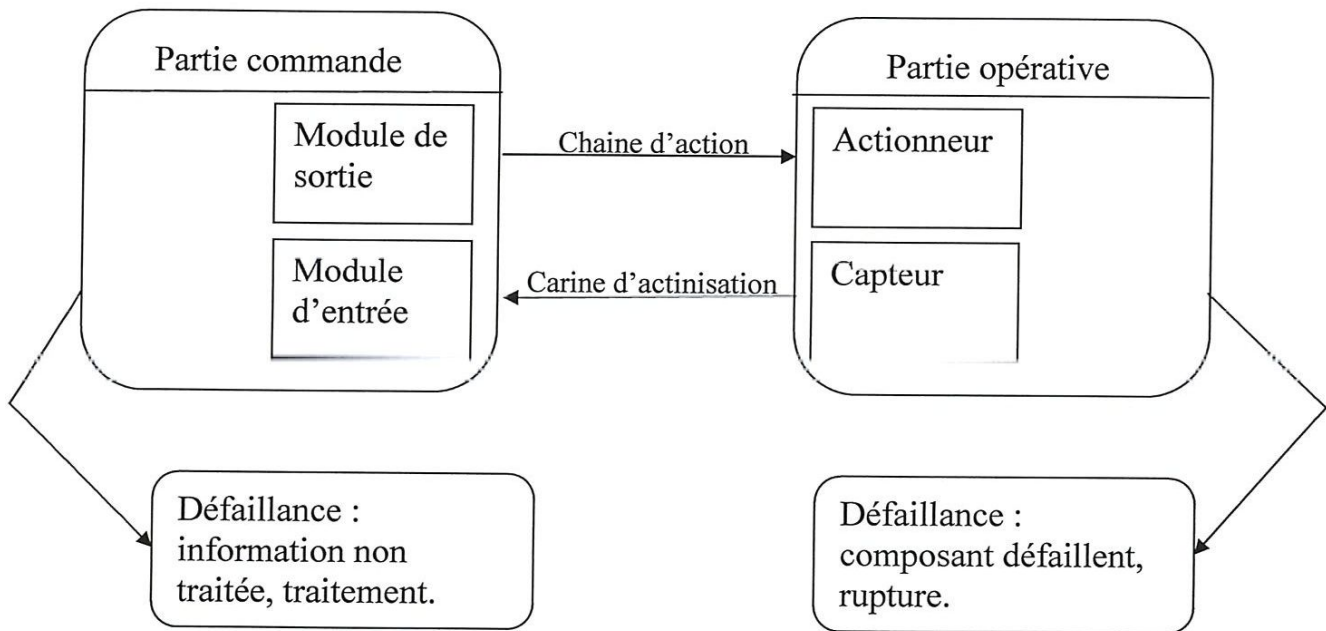 Partie commande
Partie opérative
Module de
sortie
Chaine d'action
Actionneur
Module
d'entrée
Carine d'actinisation
Capteur
Défaillance :
information non
traitée, traitement.
Défaillance :
composant défaillent,
rupture.